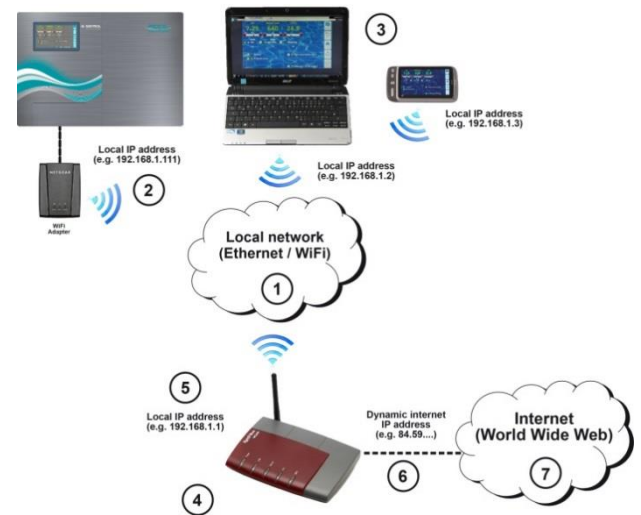 3
Local IP address
(e.g. 192.168.1.3)
Local IP address
(e.g. 192.168.1.111)
Local IP address
(e.g. 192.168.1.2)
2
NETGEAR
WiFi
Adapter
Local network
(Ethernet / WiFi)
1
5
Local IP address
(e.g. 192.168.1.1)
Dynamic internet
IP address
(e.g. 84.59....)
Internet
(World Wide Web)
6
7
4